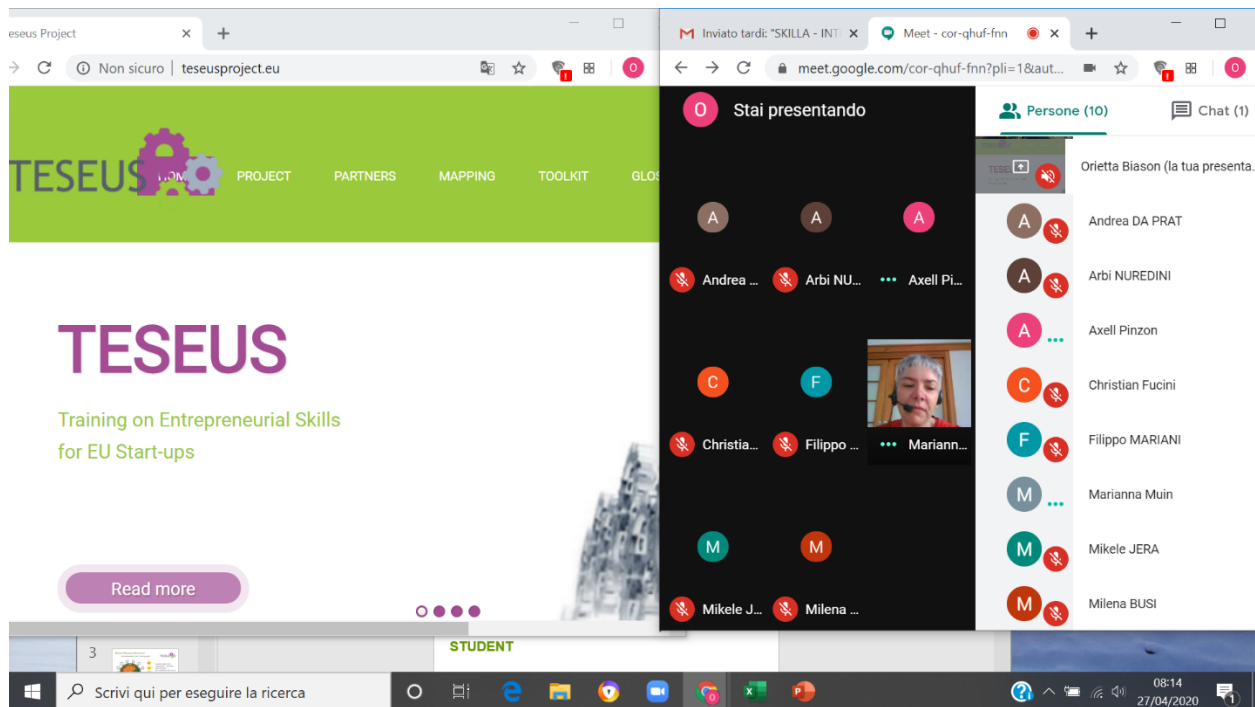 eseus Project
Non sicuro | teseusproject.eu
TESEUS
HOM
PROJECT
PARTNERS
MAPPING
TOOLKIT
GLOS
TESEUS
Training on Entrepreneurial Skills
for EU Start-ups
Read more
Inviato tardi: "SKILLA - INTE
Meet - cor-qhuf-fnn
meet.google.com/cor-qhuf-fnn?pli=1&aut...
O
Stai presentando
A
A
A
Andrea ...
Arbi NU...
Axell Pi...
C
F
Christia...
Filippo ...
Mariann...
M
M
Mikele J...
Milena ...
Persone (10)
Chat (1)
Orietta Biason (la tua presenta.
A
Andrea DA PRAT
A
Arbi NUREDINI
A
Axell Pinzon
C
Christian Fucini
F
Filippo MARIANI
M
Marianna Muin
M
Mikele JERA
M
Milena BUSI
3
STUDENT
Scrivi qui per eseguire la ricerca
08:14
27/04/2020
1